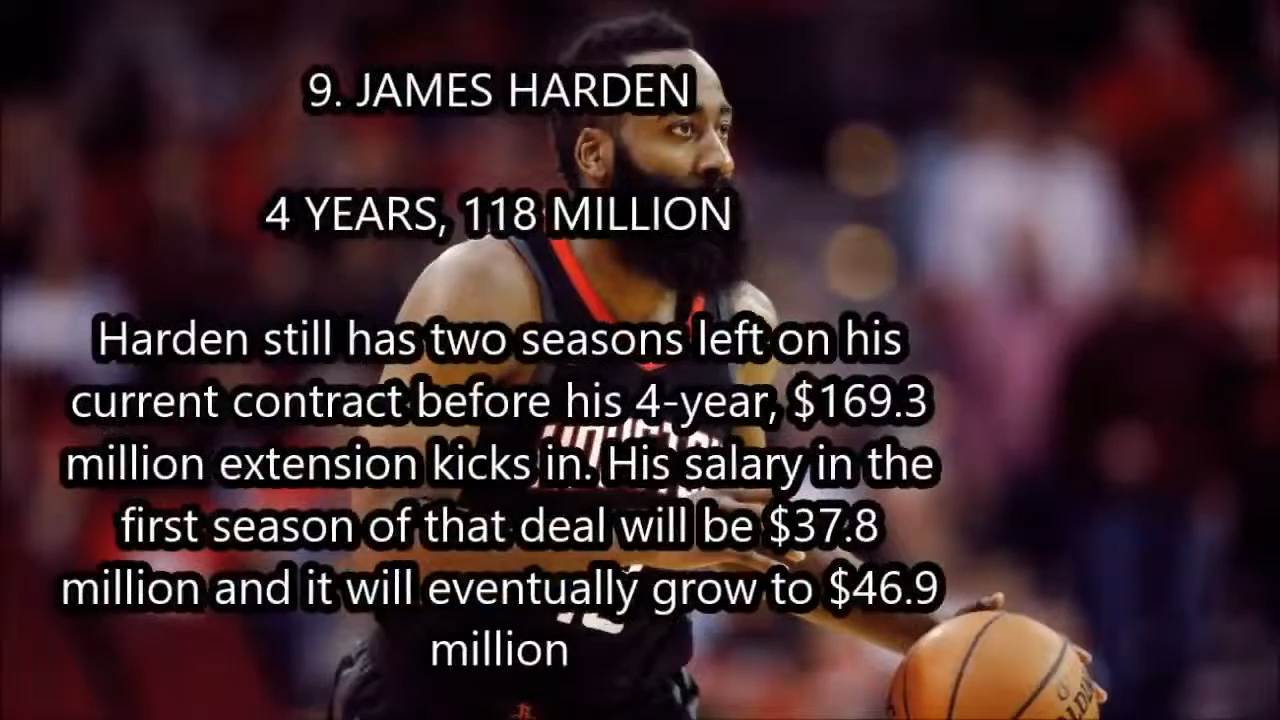 9. JAMES HARDEN
4 YEARS, 118 MILLION
Harden still has two seasons left on his
current contract before his 4-year, $169.3
million extension kicks in. His salary in the
first season of that deal will be $37.8
million and it will eventually grow to $46.9
million